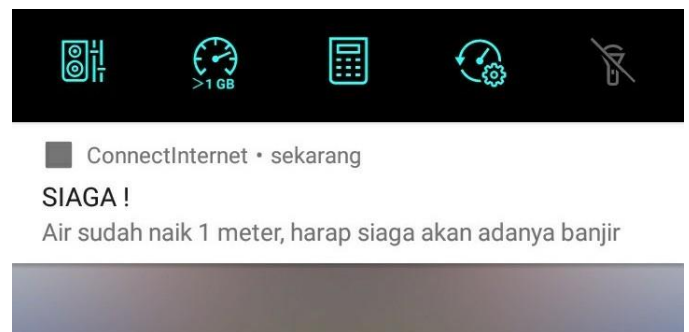 >1 GB
ConnectInternet • sekarang
SIAGA !
Air sudah naik 1 meter, harap siaga akan adanya banjir